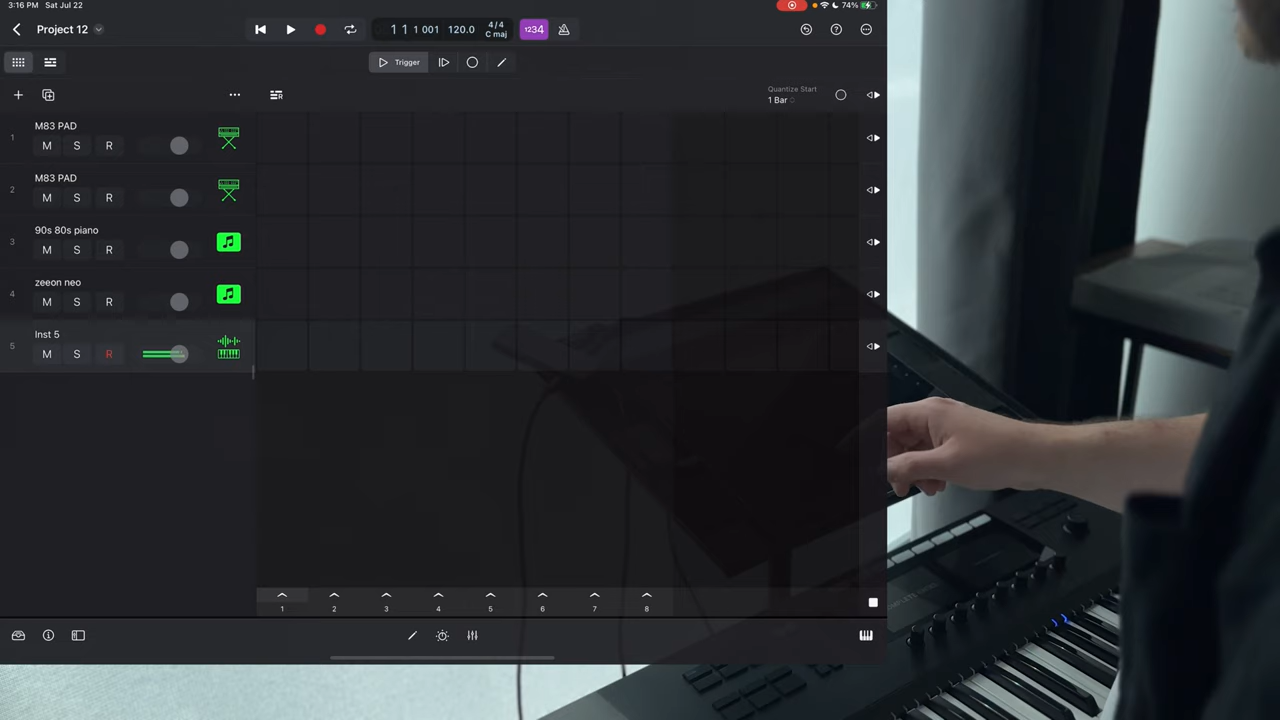 3:16 PM Sat Jul 22
74%
Project 12
1 1 1 001 120.0 4/4 C maj
1234
Trigger
Quantize Start
1 Bar
1 M83 PAD
M S R
2 M83 PAD
M S R
3 90s 80s piano
M S R
4 zeeon neo
M S R
5 Inst 5
M S R
1 2 3 4 5 6 7 8